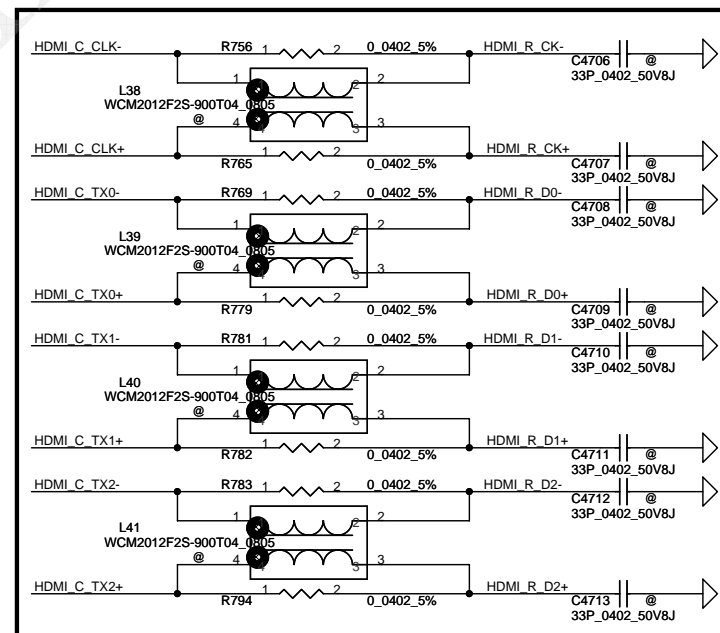 HDMI_C_CLK- R756 1 2 0_0402_5% HDMI_R_CK- C4706 @
33P_0402_50V8J
1 2 2
L38
WCM2012F2S-900T04_0805
@ 4 3 3
HDMI_C_CLK+ R765 1 2 0_0402_5% HDMI_R_CK+ C4707 @
33P_0402_50V8J
HDMI_C_TX0- R769 1 2 0_0402_5% HDMI_R_D0- C4708 @
33P_0402_50V8J
1 2 2
L39
WCM2012F2S-900T04_0805
@ 4 3 3
HDMI_C_TX0+ R779 1 2 0_0402_5% HDMI_R_D0+ C4709 @
33P_0402_50V8J
HDMI_C_TX1- R781 1 2 0_0402_5% HDMI_R_D1- C4710 @
33P_0402_50V8J
1 2 2
L40
WCM2012F2S-900T04_0805
@ 4 3 3
HDMI_C_TX1+ R782 1 2 0_0402_5% HDMI_R_D1+ C4711 @
33P_0402_50V8J
HDMI_C_TX2- R783 1 2 0_0402_5% HDMI_R_D2- C4712 @
33P_0402_50V8J
1 2 2
L41
WCM2012F2S-900T04_0805
@ 4 3 3
HDMI_C_TX2+ R794 1 2 0_0402_5% HDMI_R_D2+ C4713 @
33P_0402_50V8J